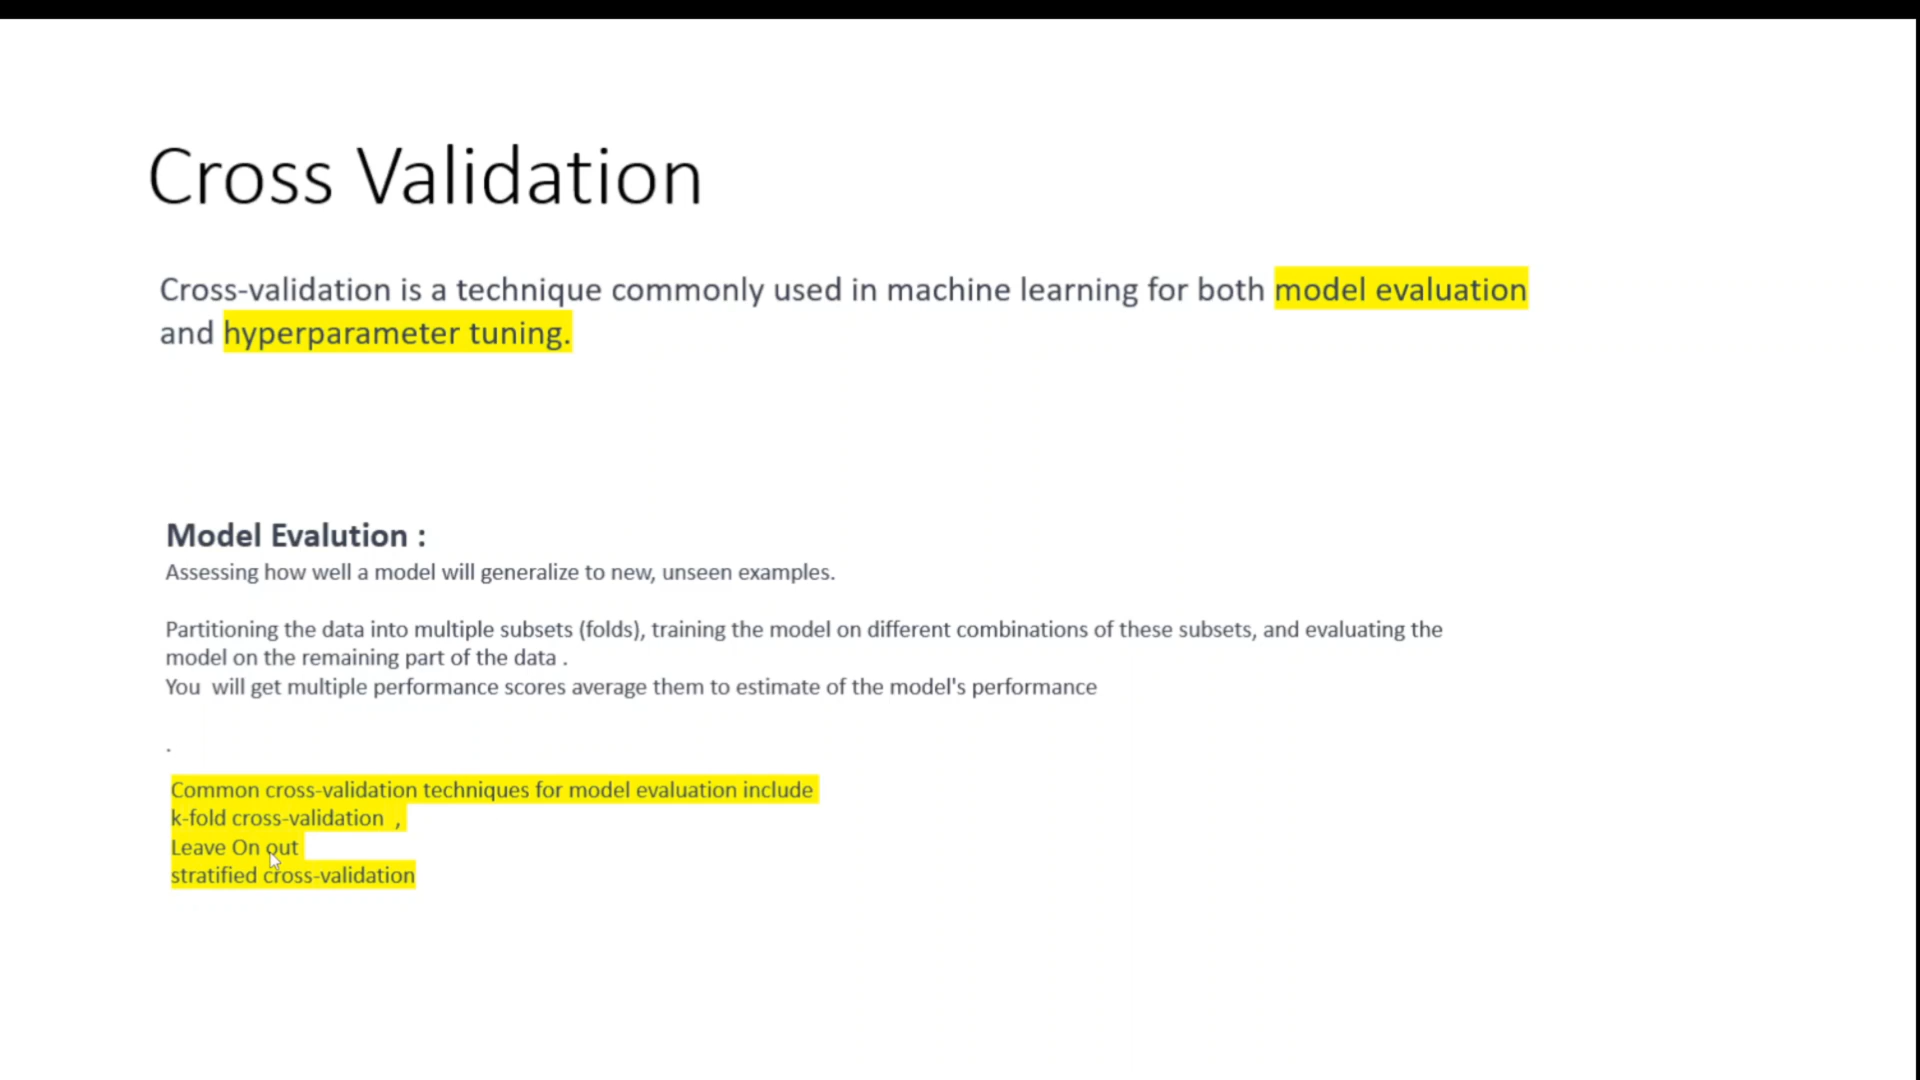 Cross Validation
Cross-validation is a technique commonly used in machine learning for both model evaluation
and hyperparameter tuning.
Model Evalution :
Assessing how well a model will generalize to new, unseen examples.
Partitioning the data into multiple subsets (folds), training the model on different combinations of these subsets, and evaluating the
model on the remaining part of the data .
You  will get multiple performance scores average them to estimate of the model's performance
.
Common cross-validation techniques for model evaluation include
k-fold cross-validation  ,
Leave On out
stratified cross-validation